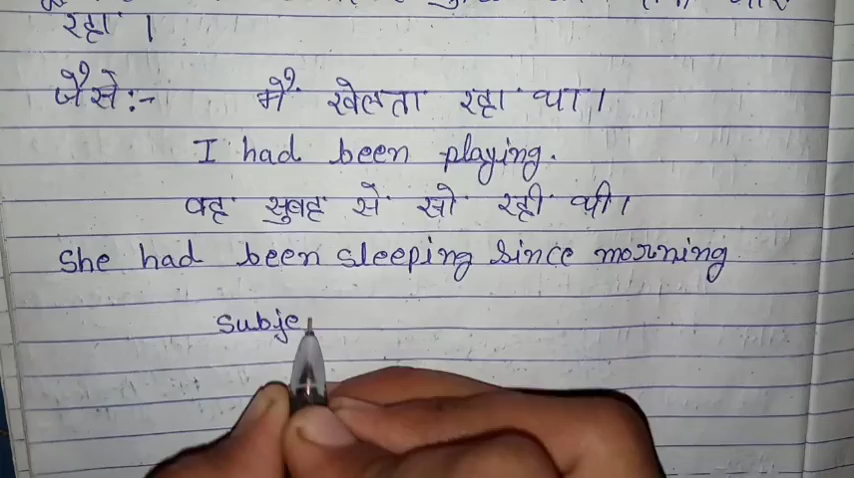 रहा ।
जैसे :- मैं खेलता रहा था।
I had been playing.
वह सुबह से सो रही थी।
She had been sleeping since morning
subje